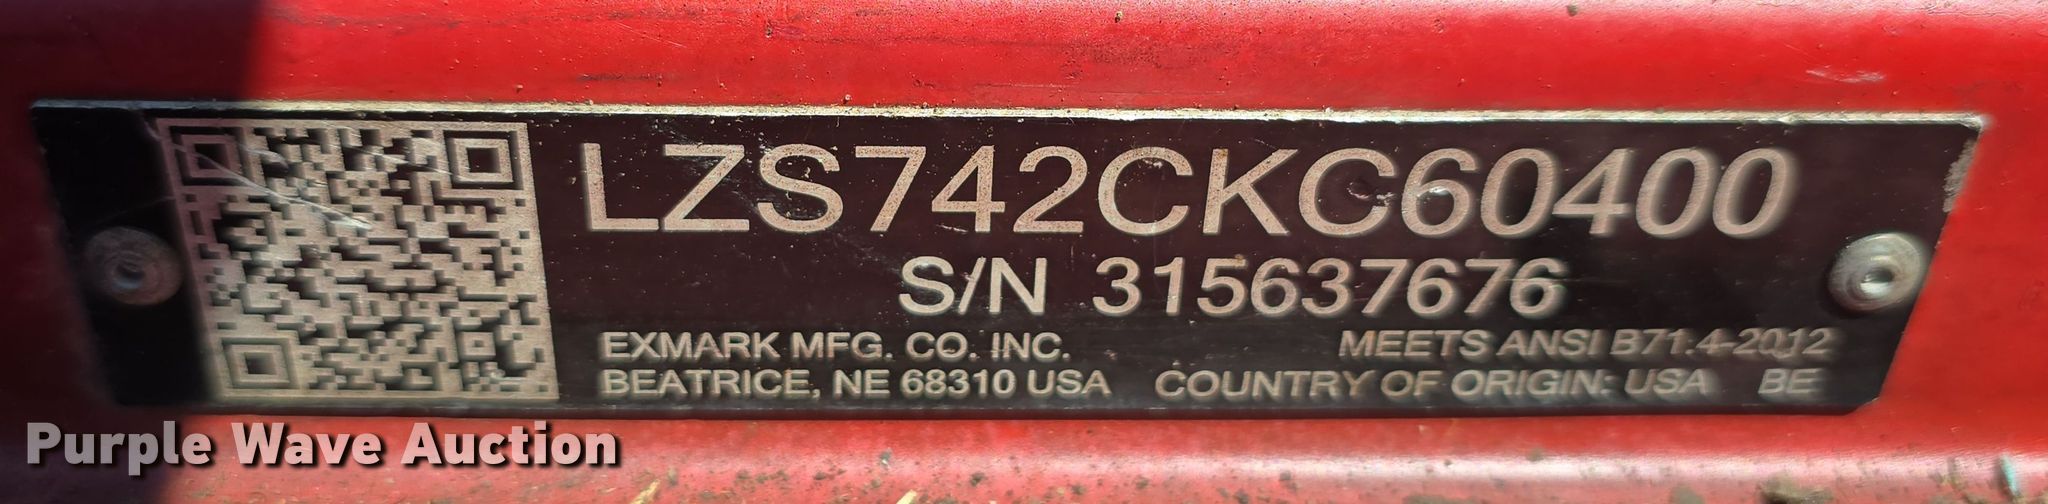 LZS742CKC60400
S/N 315637676
EXMARK MFG. CO. INC. MEETS ANSI B71.4-2012
BEATRICE, NE 68310 USA COUNTRY OF ORIGIN: USA BE
Purple Wave Auction